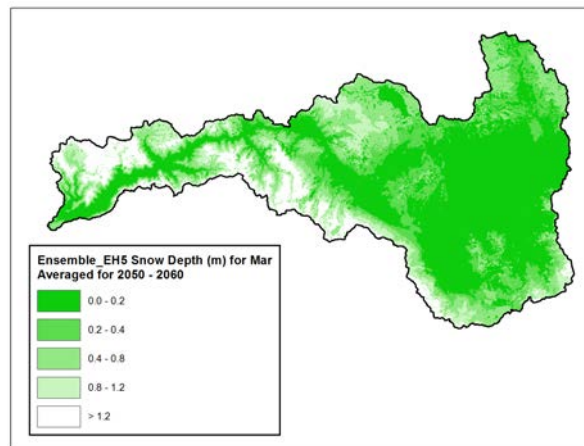 Ensemble_EH5 Snow Depth (m) for Mar
Averaged for 2050 - 2060
0.0 - 0.2
0.2 - 0.4
0.4 - 0.8
0.8 - 1.2
> 1.2